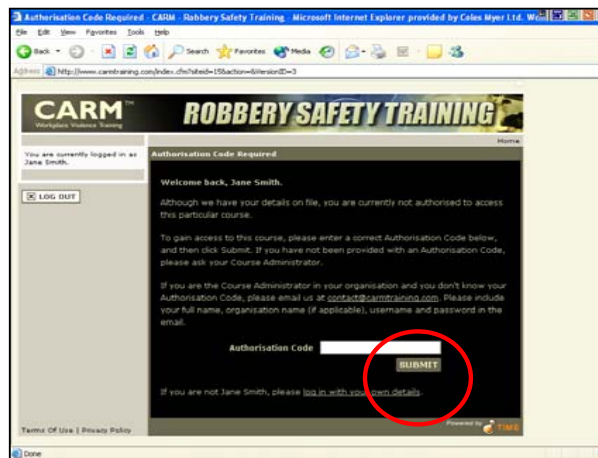 Authorisation Code Required - CARM - Robbery Safety Training - Microsoft Internet Explorer provided by Coles Myer Ltd.
File Edit View Favorites Tools Help
Back Search Favorites Media
Address http://www.carmtraining.com/index.cfm?siteid=15&action=&VersionID=3
CARM™
Workplace Violence Training
ROBBERY SAFETY TRAINING
Home
You are currently logged in as
Jane Smith.
LOG OUT
Authorisation Code Required
Welcome back, Jane Smith.
Although we have your details on file, you are currently not authorised to access
this particular course.
To gain access to this course, please enter a correct Authorisation Code below,
and then click Submit. If you have not been provided with an Authorisation Code,
please ask your Course Administrator.
If you are the Course Administrator in your organisation and you don't know your
Authorisation Code, please email us at contact@carmtraining.com. Please include
your full name, organisation name (if applicable), username and password in the
email.
Authorisation Code
SUBMIT
If you are not Jane Smith, please log in with your own details.
Terms Of Use | Privacy Policy
Powered by TIME
Done